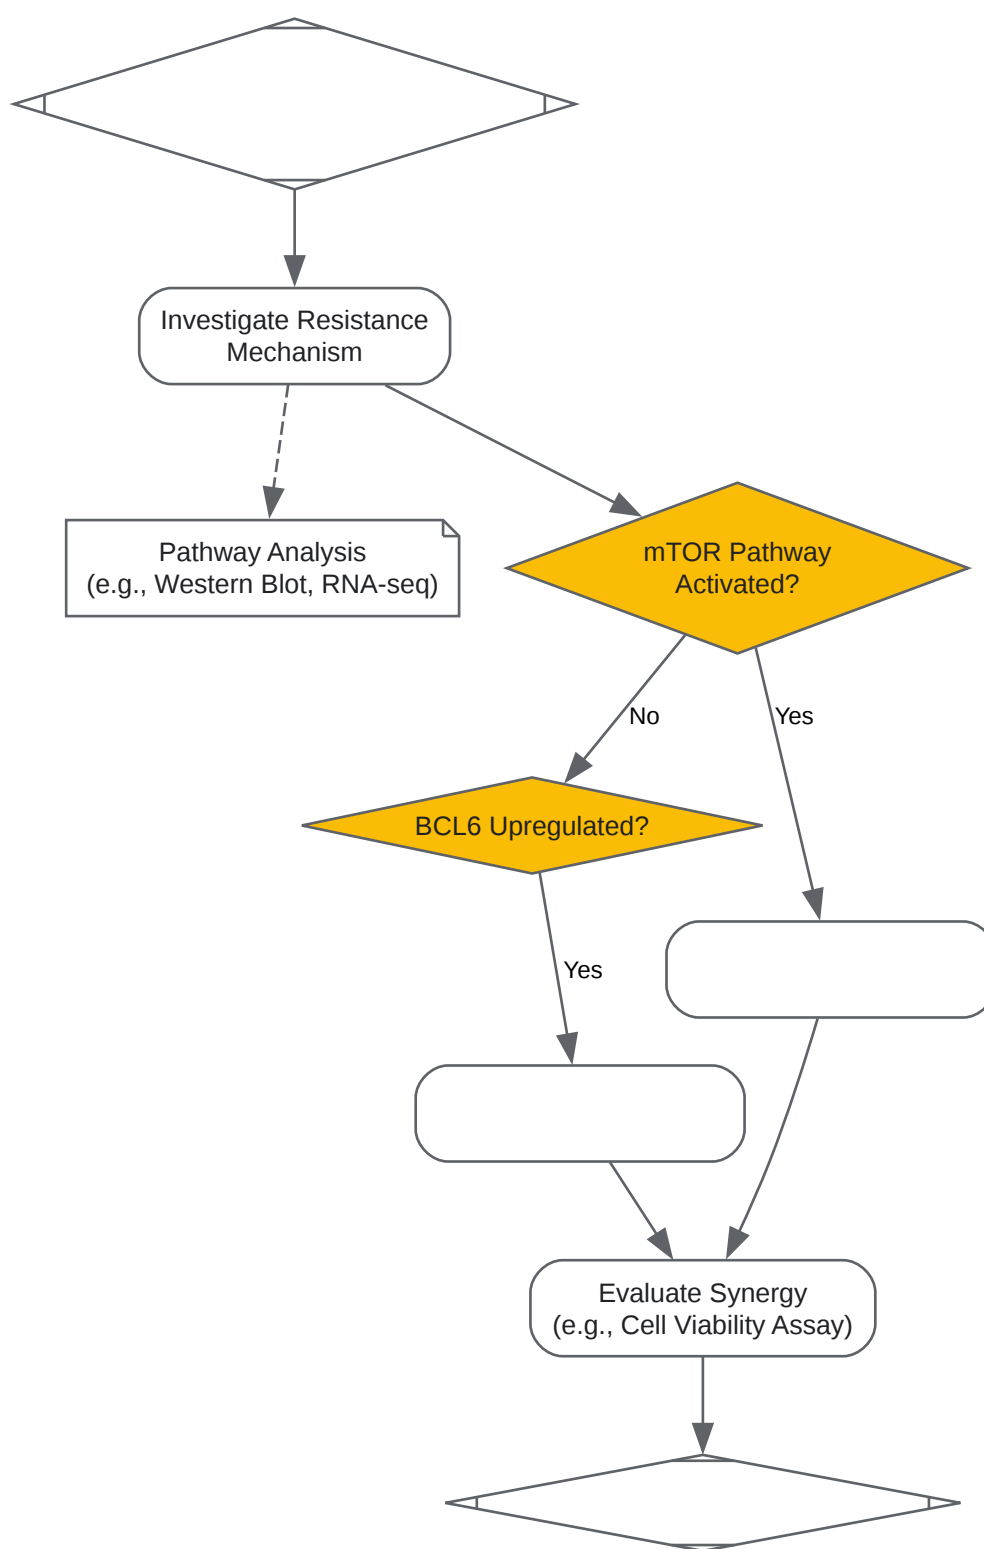 Investigate Resistance
Mechanism
Pathway Analysis
(e.g., Western Blot, RNA-seq)
mTOR Pathway
Activated?
No
Yes
BCL6 Upregulated?
Yes
Evaluate Synergy
(e.g., Cell Viability Assay)